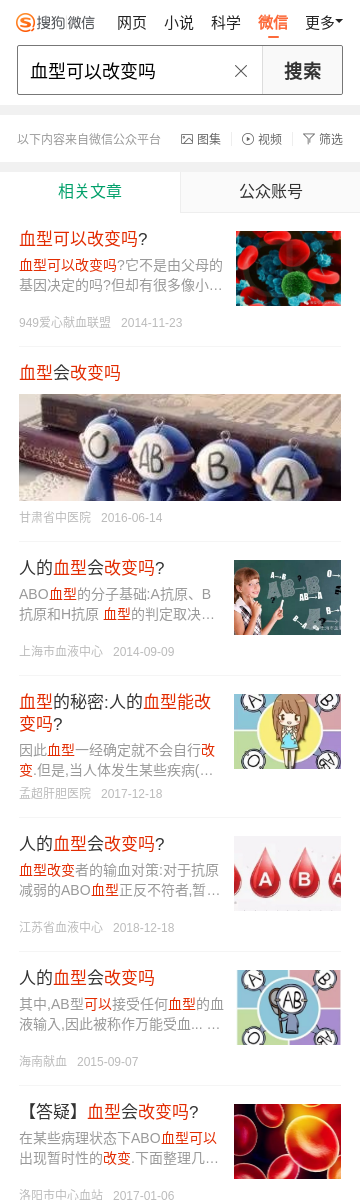 搜狗微信 网页 小说 科学 微信 更多
血型可以改变吗 搜索
以下内容来自微信公众平台 图集 视频 筛选
相关文章 公众账号
血型可以改变吗?
血型可以改变吗?它不是由父母的
基因决定的吗?但却有很多像小…
949爱心献血联盟 2014-11-23
血型会改变吗
O AB B A
甘肃省中医院 2016-06-14
人的血型会改变吗?
ABO血型的分子基础:A抗原、B
抗原和H抗原 血型的判定取决…
上海市血液中心 2014-09-09
血型的秘密:人的血型能改
变吗?
因此血型一经确定就不会自行改
变.但是,当人体发生某些疾病(…
孟超肝胆医院 2017-12-18
人的血型会改变吗?
血型改变者的输血对策:对于抗原
减弱的ABO血型正反不符者,暂…
A B A
江苏省血液中心 2018-12-18
人的血型会改变吗
其中,AB型可以接受任何血型的血
液输入,因此被称作万能受血... …
AB
海南献血 2015-09-07
【答疑】血型会改变吗?
在某些病理状态下ABO血型可以
出现暂时性的改变.下面整理几…
洛阳市中心血站 2017-01-06